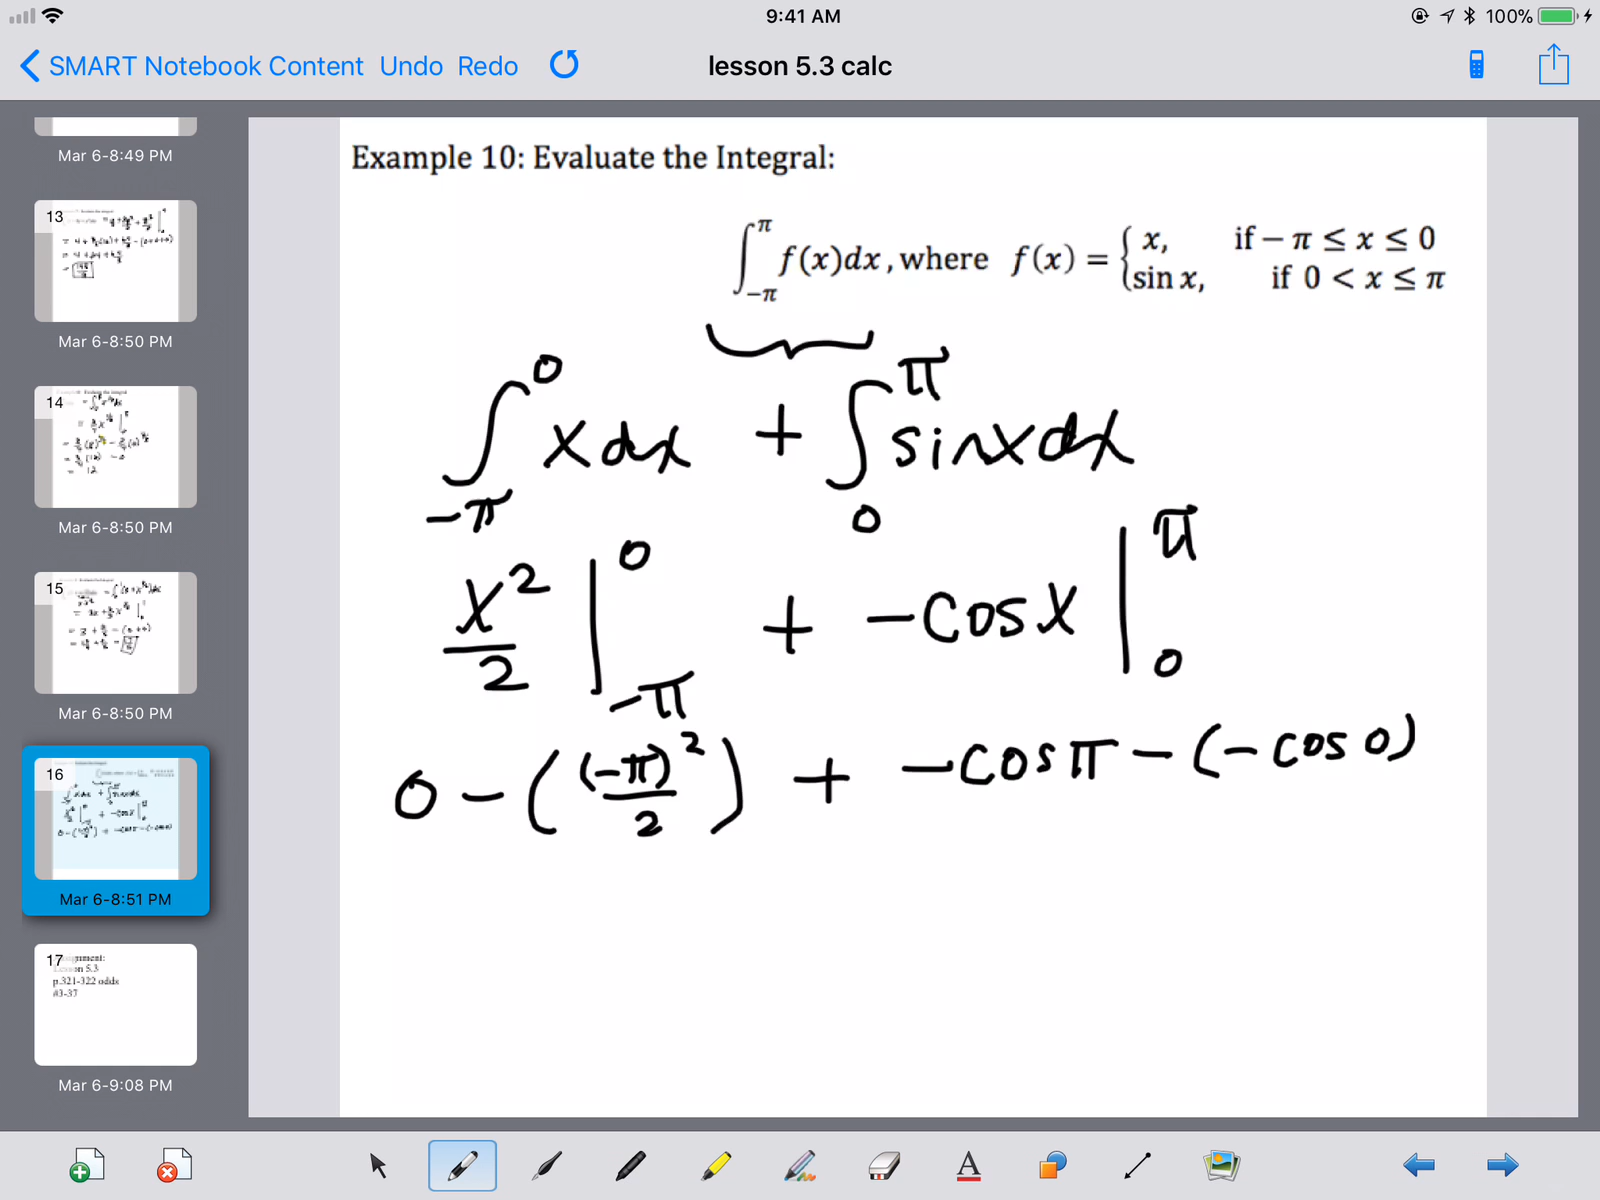 9:41 AM
100%
SMART Notebook Content Undo Redo
lesson 5.3 calc
Mar 6-8:49 PM
13
Mar 6-8:50 PM
14
Mar 6-8:50 PM
15
Mar 6-8:50 PM
16
Mar 6-8:51 PM
17
Lesson 5.3
p.321-322 odds
#3-37
Mar 6-9:08 PM
Example 10: Evaluate the Integral:
∫_{-π}^{π} f(x)dx, where f(x) = { x, if − π ≤ x ≤ 0
sin x, if 0 < x ≤ π
∫_{-π}^{0} x dx + ∫_{0}^{π} sinx dx
x²/2 |_{-π}^{0} + -cosx |_{0}^{π}
0 - ((-π)²/2) + -cosπ - (-cos 0)
A